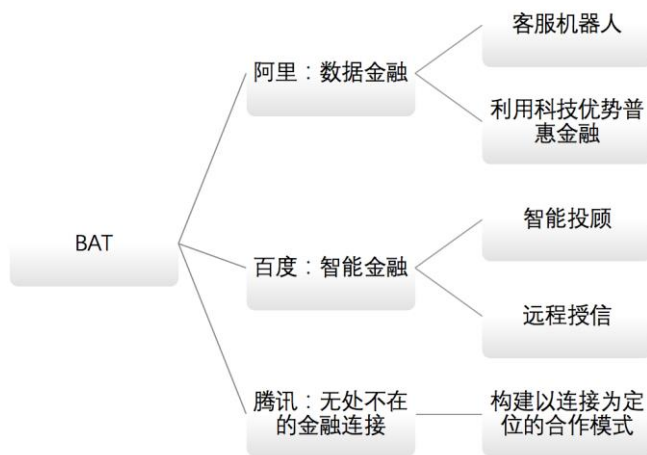 BAT
阿里：数据金融
客服机器人
利用科技优势普
惠金融
百度：智能金融
智能投顾
远程授信
腾讯：无处不在
的金融连接
构建以连接为定
位的合作模式